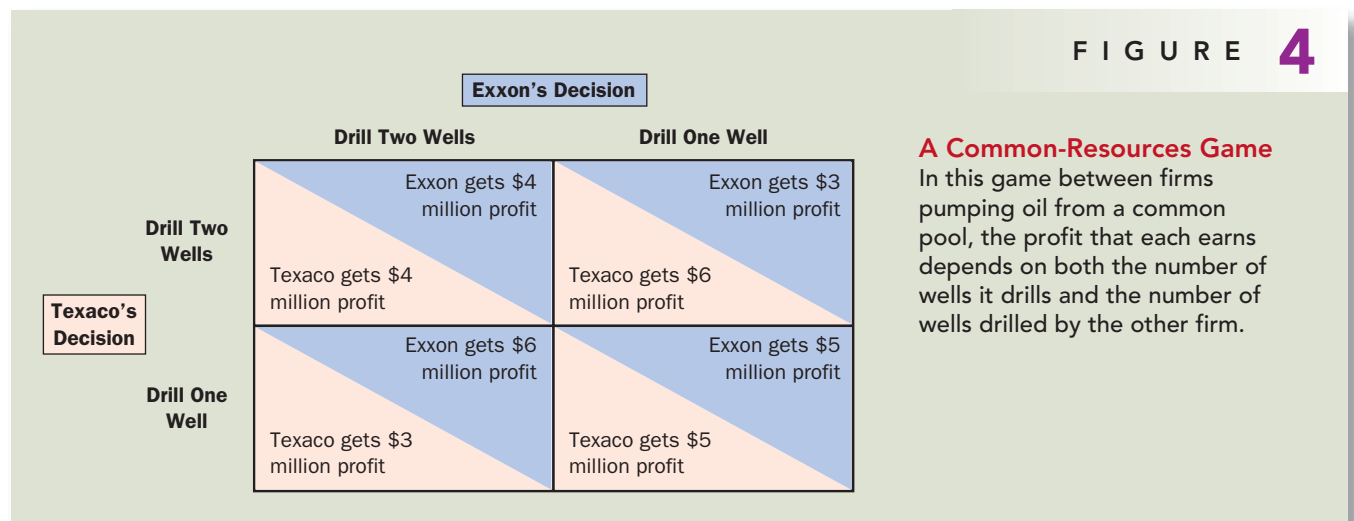 FIGURE 4
Exxon's Decision
Drill Two Wells
Drill One Well
Texaco's
Decision
Drill Two
Wells
Exxon gets $4
million profit
Texaco gets $4
million profit
Exxon gets $3
million profit
Texaco gets $6
million profit
Drill One
Well
Exxon gets $6
million profit
Texaco gets $3
million profit
Exxon gets $5
million profit
Texaco gets $5
million profit
A Common-Resources Game
In this game between firms
pumping oil from a common
pool, the profit that each earns
depends on both the number of
wells it drills and the number of
wells drilled by the other firm.